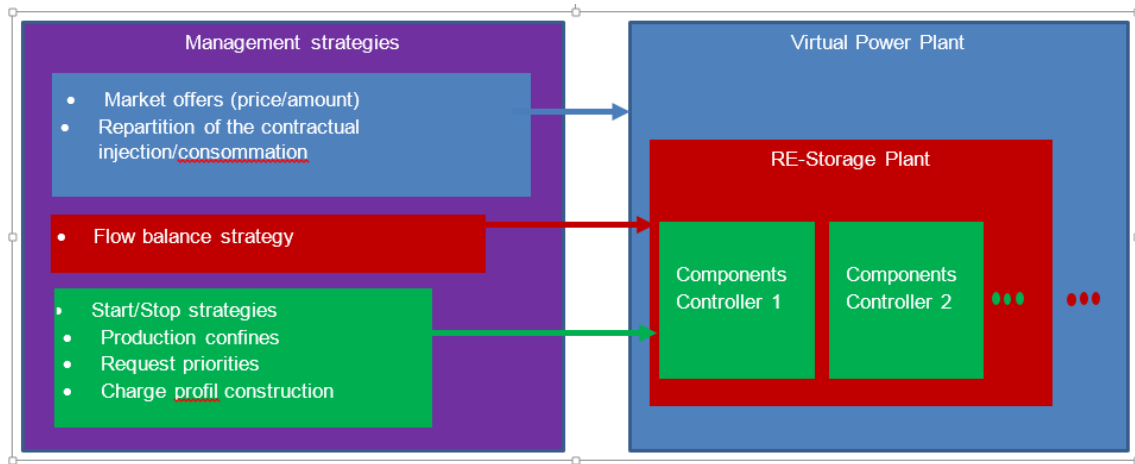 Management strategies
• Market offers (price/amount)
• Repartition of the contractual
injection/consommation
• Flow balance strategy
• Start/Stop strategies
• Production confines
• Request priorities
• Charge profil construction
Virtual Power Plant
RE-Storage Plant
Components
Controller 1
Components
Controller 2